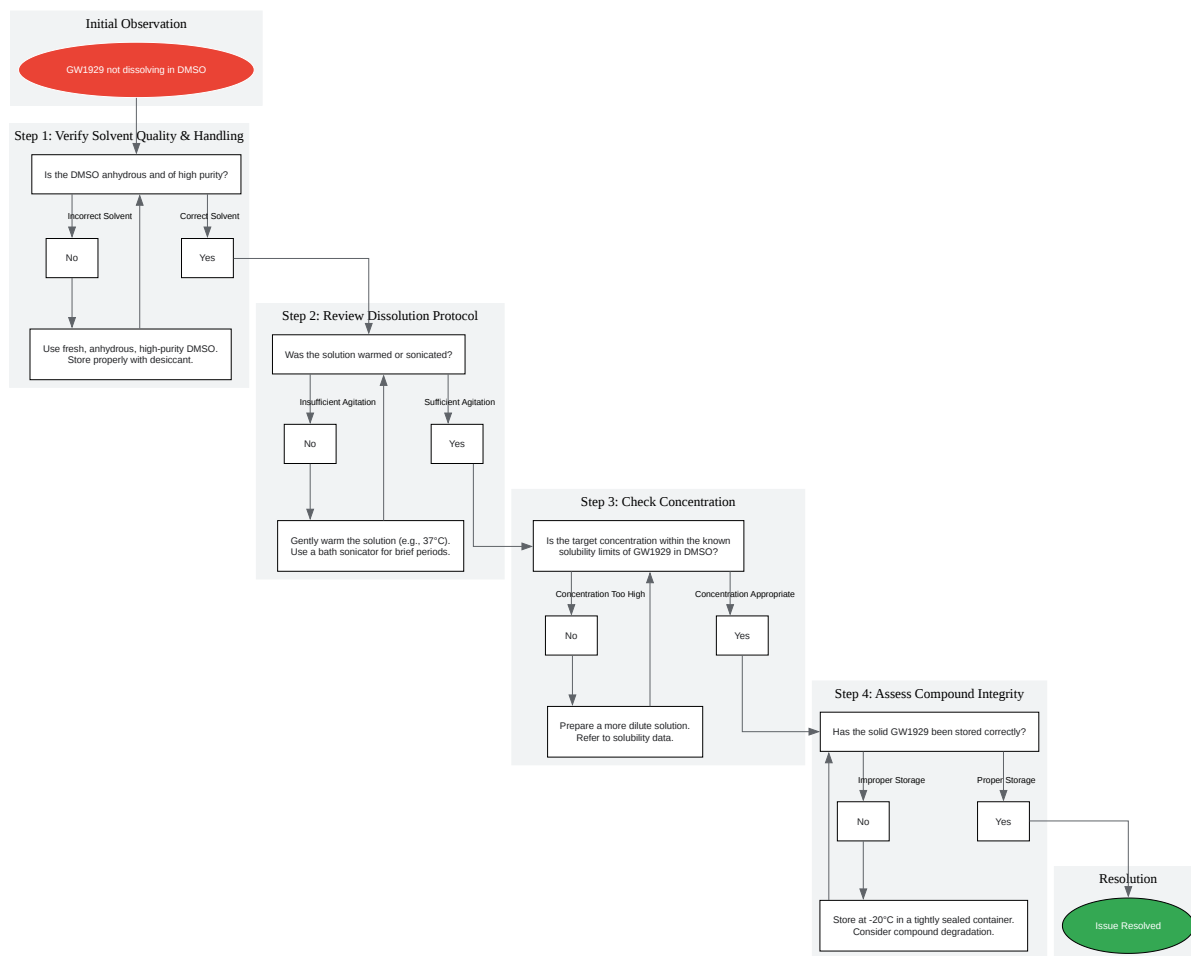 Initial Observation
GW1929 not dissolving in DMSO
Step 1: Verify Solvent Quality & Handling
Is the DMSO anhydrous and of high purity?
Incorrect Solvent
Correct Solvent
No
Yes
Use fresh, anhydrous, high-purity DMSO.
Store properly with desiccant.
Step 2: Review Dissolution Protocol
Was the solution warmed or sonicated?
Insufficient Agitation
Sufficient Agitation
No
Yes
Gently warm the solution (e.g., 37°C).
Use a bath sonicator for brief periods.
Step 3: Check Concentration
Is the target concentration within the known
solubility limits of GW1929 in DMSO?
Concentration Too High
Concentration Appropriate
No
Yes
Prepare a more dilute solution.
Refer to solubility data.
Step 4: Assess Compound Integrity
Has the solid GW1929 been stored correctly?
Improper Storage
Proper Storage
No
Yes
Store at -20°C in a tightly sealed container.
Consider compound degradation.
Resolution
Issue Resolved